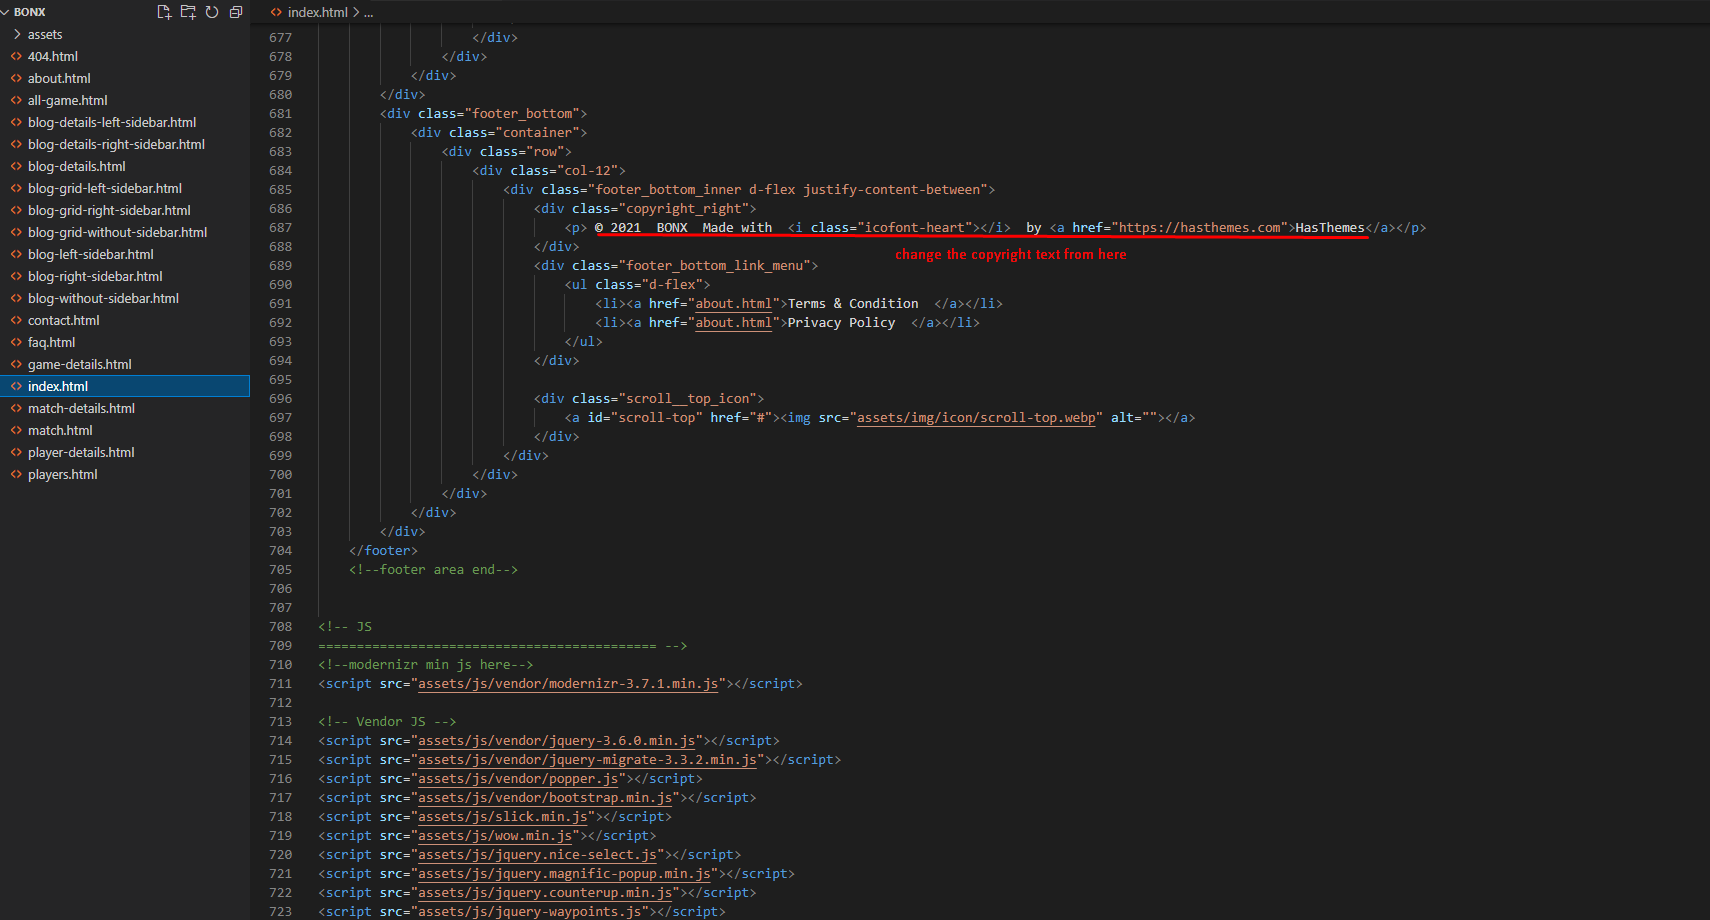 BONX
assets
404.html
about.html
all-game.html
blog-details-left-sidebar.html
blog-details-right-sidebar.html
blog-details.html
blog-grid-left-sidebar.html
blog-grid-right-sidebar.html
blog-grid-without-sidebar.html
blog-left-sidebar.html
blog-right-sidebar.html
blog-without-sidebar.html
contact.html
faq.html
game-details.html
index.html
match-details.html
match.html
player-details.html
players.html
index.html > ...
677 </div>
678 </div>
679 </div>
680 </div>
681 <div class="footer_bottom">
682 <div class="container">
683 <div class="row">
684 <div class="col-12">
685 <div class="footer_bottom_inner d-flex justify-content-between">
686 <div class="copyright_right">
687 <p> © 2021  BONX  Made with  <i class="icofont-heart"></i>  by <a href="https://hasthemes.com">HasThemes</a></p>
688 </div>
change the copyright text from here
689 <div class="footer_bottom_link_menu">
690 <ul class="d-flex">
691 <li><a href="about.html">Terms & Condition  </a></li>
692 <li><a href="about.html">Privacy Policy  </a></li>
693 </ul>
694 </div>
695
696 <div class="scroll__top_icon">
697 <a id="scroll-top" href="#"><img src="assets/img/icon/scroll-top.webp" alt=""></a>
698 </div>
699 </div>
700 </div>
701 </div>
702 </div>
703 </div>
704 </footer>
705 <!--footer area end-->
706
707
708 <!-- JS
709 ============================================ -->
710 <!--modernizr min js here-->
711 <script src="assets/js/vendor/modernizr-3.7.1.min.js"></script>
712
713 <!-- Vendor JS -->
714 <script src="assets/js/vendor/jquery-3.6.0.min.js"></script>
715 <script src="assets/js/vendor/jquery-migrate-3.3.2.min.js"></script>
716 <script src="assets/js/vendor/popper.js"></script>
717 <script src="assets/js/vendor/bootstrap.min.js"></script>
718 <script src="assets/js/slick.min.js"></script>
719 <script src="assets/js/wow.min.js"></script>
720 <script src="assets/js/jquery.nice-select.js"></script>
721 <script src="assets/js/jquery.magnific-popup.min.js"></script>
722 <script src="assets/js/jquery.counterup.min.js"></script>
723 <script src="assets/js/jquery-waypoints.js"></script>